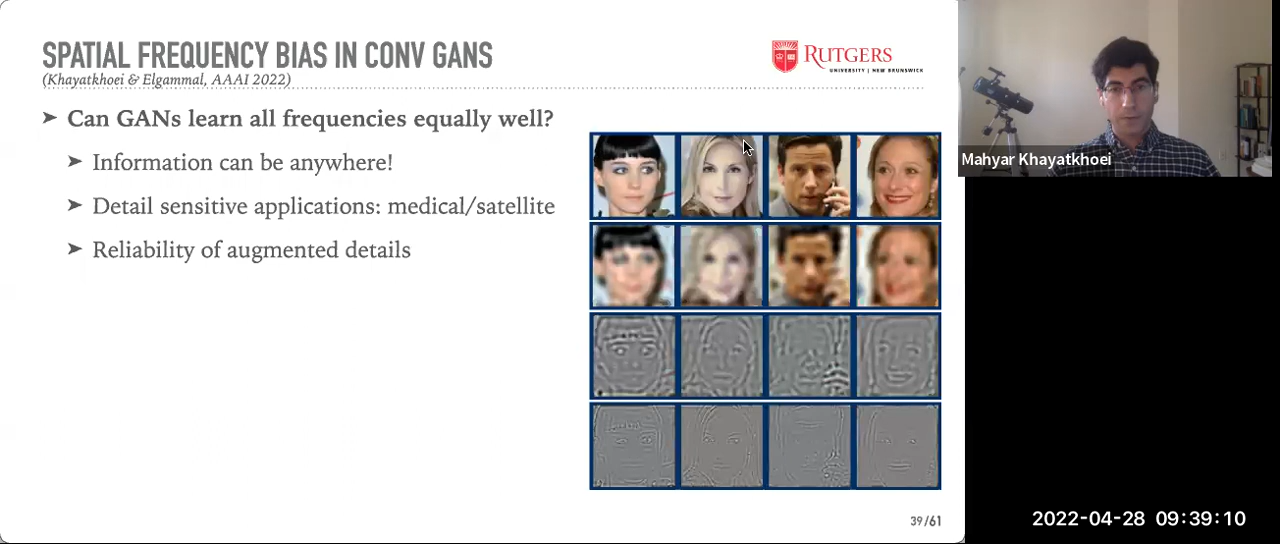 SPATIAL FREQUENCY BIAS IN CONV GANS
(Khayatkhoei & Elgammal, AAAI 2022)
RUTGERS
UNIVERSITY | NEW BRUNSWICK
➤ Can GANs learn all frequencies equally well?
➤ Information can be anywhere!
➤ Detail sensitive applications: medical/satellite
➤ Reliability of augmented details
39/61
Mahyar Khayatkhoei
2022-04-28 09:39:10